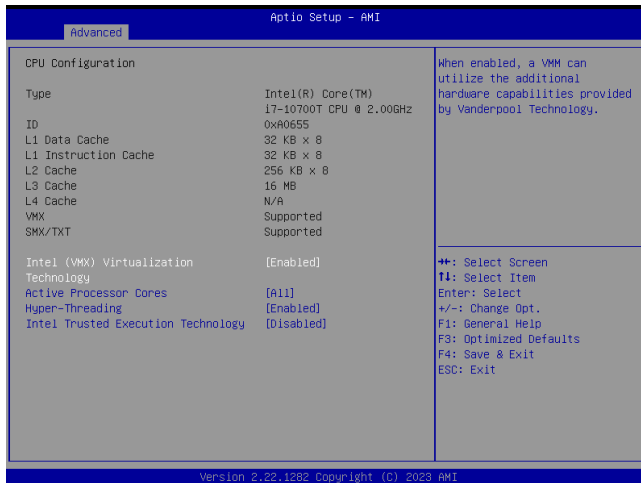 Aptio Setup – AMI
Advanced
CPU Configuration
Type Intel(R) Core(TM)
i7-10700T CPU @ 2.00GHz
ID 0xA0655
L1 Data Cache 32 KB x 8
L1 Instruction Cache 32 KB x 8
L2 Cache 256 KB x 8
L3 Cache 16 MB
L4 Cache N/A
VMX Supported
SMX/TXT Supported
Intel (VMX) Virtualization [Enabled]
Technology
Active Processor Cores [All]
Hyper-Threading [Enabled]
Intel Trusted Execution Technology [Disabled]
When enabled, a VMM can
utilize the additional
hardware capabilities provided
by Vanderpool Technology.
→←: Select Screen
↑↓: Select Item
Enter: Select
+/-: Change Opt.
F1: General Help
F3: Optimized Defaults
F4: Save & Exit
ESC: Exit
Version 2.22.1282 Copyright (C) 2023 AMI